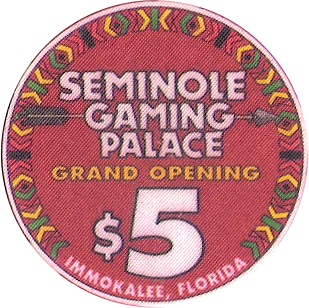 SEMINOLE
GAMING
PALACE
GRAND OPENING
$5
IMMOKALEE, FLORIDA